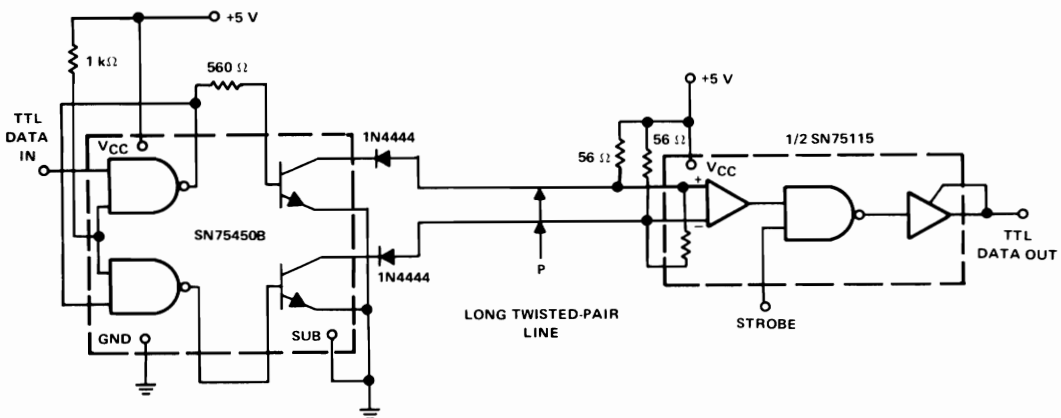 +5 V
1 kΩ
560 Ω
TTL
DATA
IN
VCC
1N4444
SN75450B
1N4444
GND
SUB
P
LONG TWISTED-PAIR
LINE
+5 V
56 Ω
56 Ω
1/2 SN75115
VCC
+
−
STROBE
TTL
DATA OUT